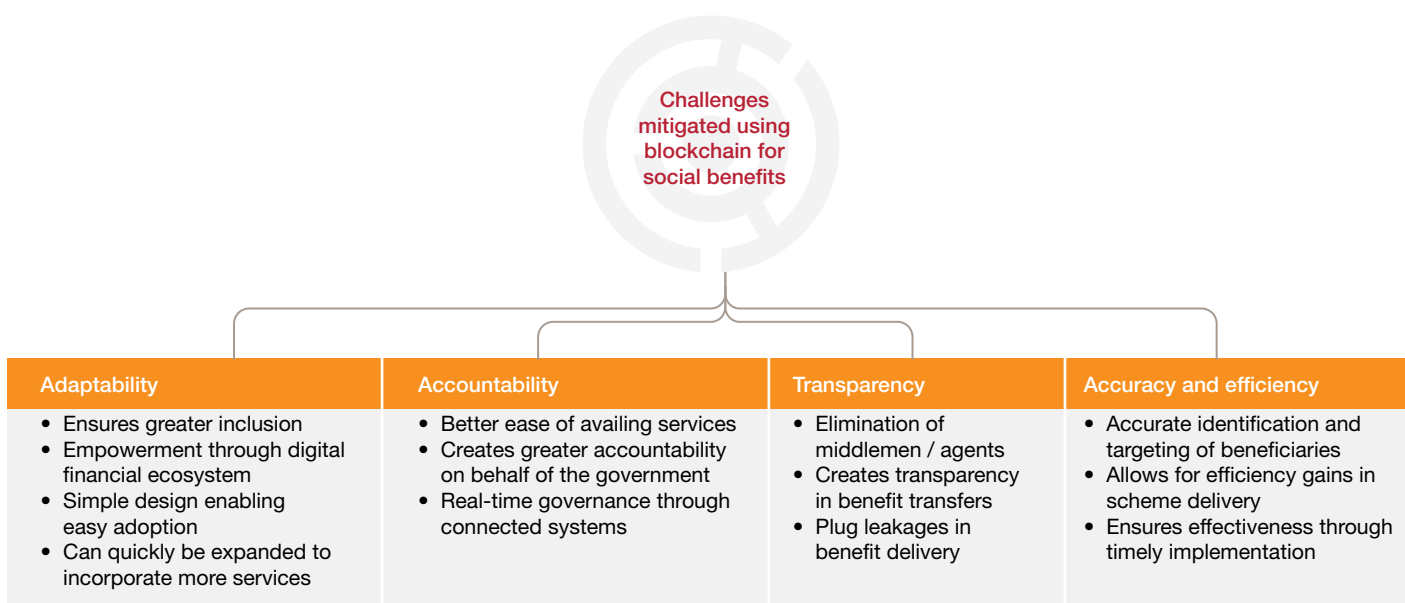 Challenges
mitigated using
blockchain for
social benefits
Adaptability
• Ensures greater inclusion
• Empowerment through digital
financial ecosystem
• Simple design enabling
easy adoption
• Can quickly be expanded to
incorporate more services
Accountability
• Better ease of availing services
• Creates greater accountability
on behalf of the government
• Real-time governance through
connected systems
Transparency
• Elimination of
middlemen / agents
• Creates transparency
in benefit transfers
• Plug leakages in
benefit delivery
Accuracy and efficiency
• Accurate identification and
targeting of beneficiaries
• Allows for efficiency gains in
scheme delivery
• Ensures effectiveness through
timely implementation